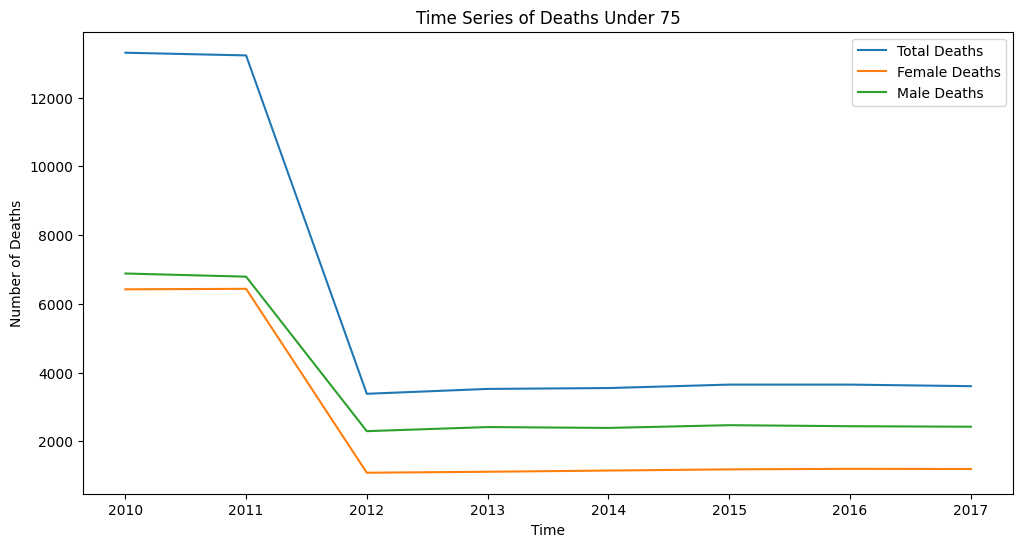 Time Series of Deaths Under 75
Total Deaths
Female Deaths
Male Deaths
Number of Deaths
12000
10000
8000
6000
4000
2000
2010 2011 2012 2013 2014 2015 2016 2017
Time